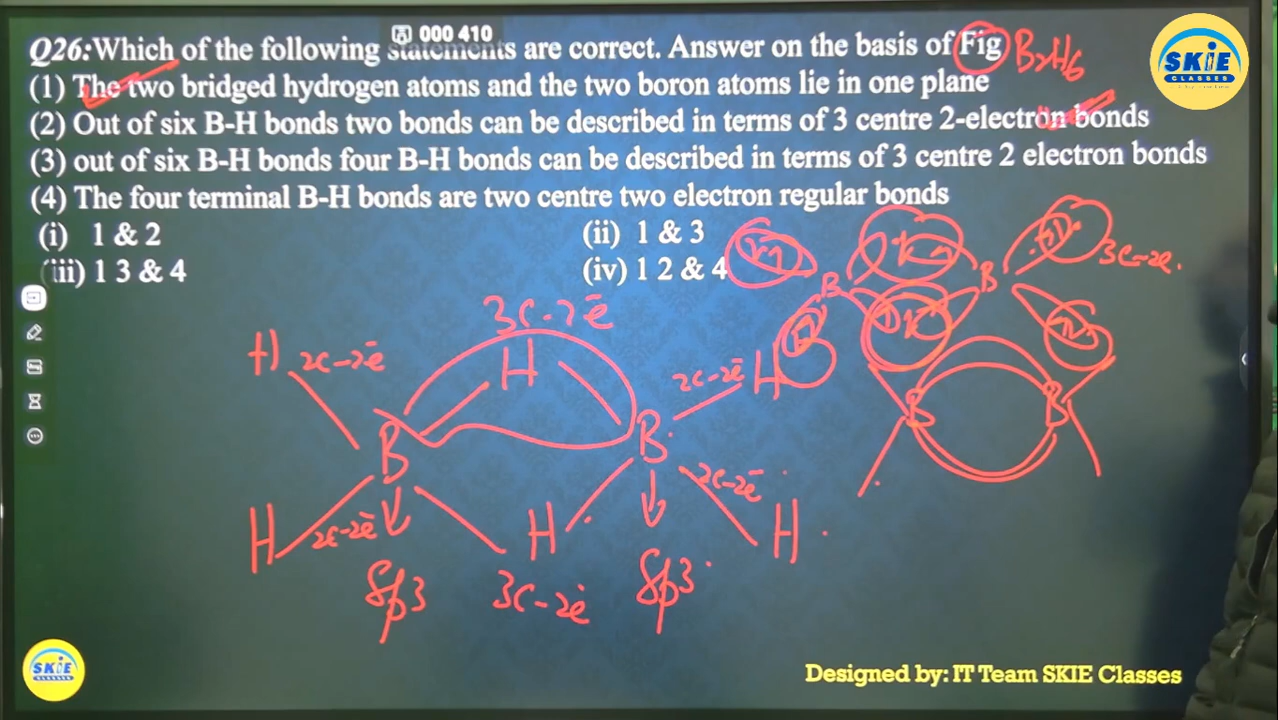 000 410
Q26:Which of the following statements are correct. Answer on the basis of Fig B2H6
SKIE
CLASSES
(1) The two bridged hydrogen atoms and the two boron atoms lie in one plane
(2) Out of six B-H bonds two bonds can be described in terms of 3 centre 2-electron bonds
(3) out of six B-H bonds four B-H bonds can be described in terms of 3 centre 2 electron bonds
(4) The four terminal B-H bonds are two centre two electron regular bonds
(i) 1 & 2 (ii) 1 & 3
(iii) 1 3 & 4 (iv) 1 2 & 4
3c-2e.
B B
3c-2ē
H 2c-2ē H 2c-2ē H
B B B B
H 2c-2ē H 2c-2ē H
sp3 3c-2ē sp3
SKIE
CLASSES
Designed by: IT Team SKIE Classes